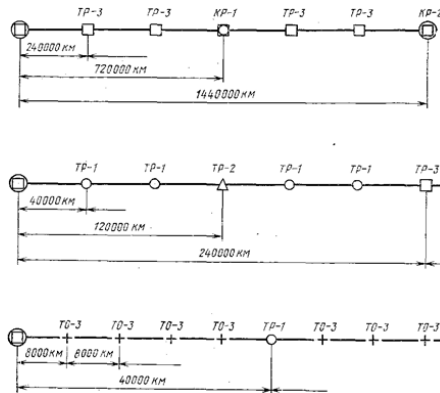 ТР-3 ТР-3 КР-1 ТР-3 ТР-3 КР-2
240000 КМ
720000 КМ
1440000 КМ
ТР-1 ТР-1 ТР-2 ТР-1 ТР-1 ТР-3
40000 КМ
120000 КМ
240000 КМ
ТО-3 ТО-3 ТО-3 ТО-3 ТР-1 ТО-3 ТО-3 ТО-3
8000 КМ 8000 КМ
40000 КМ